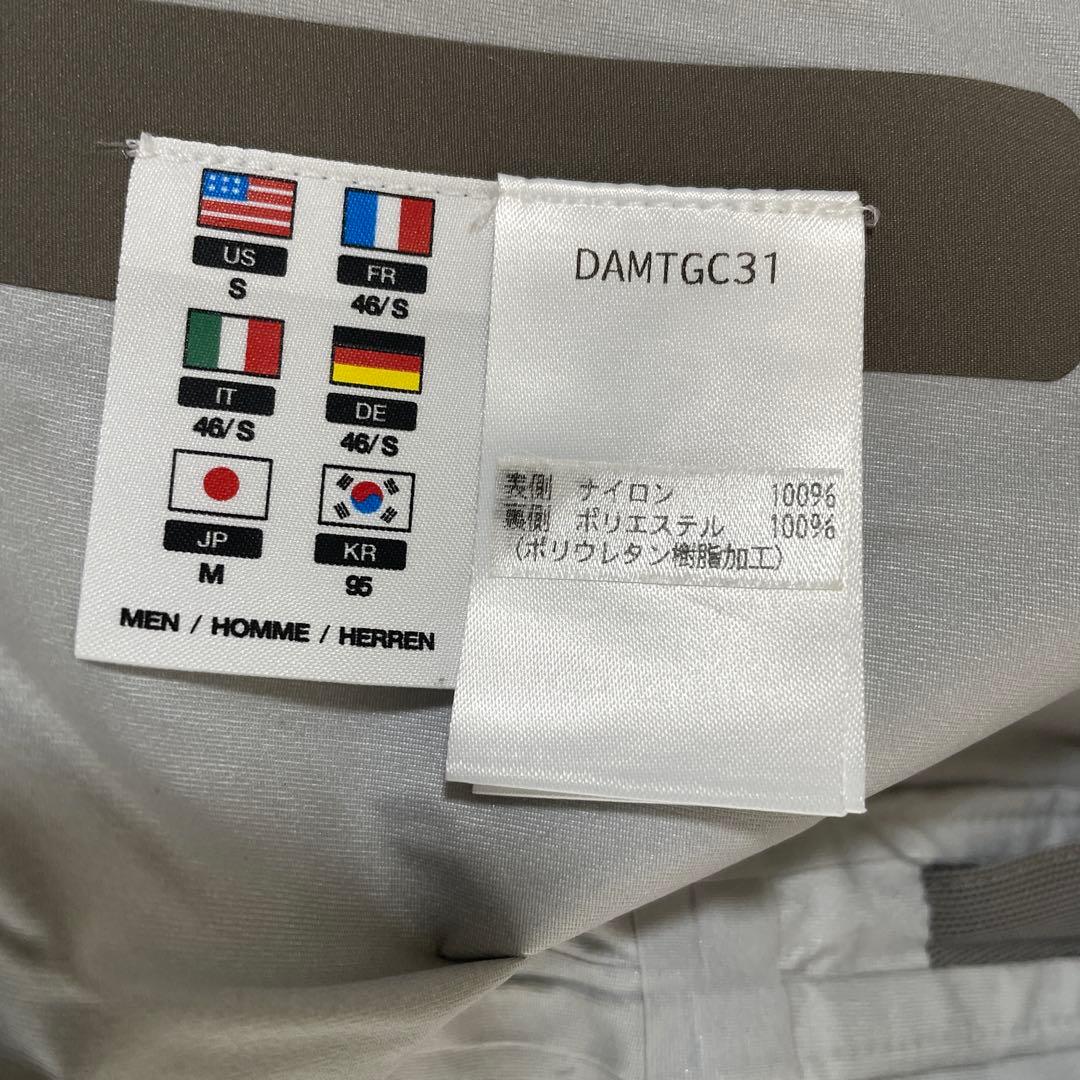 US
S
FR
46/S
IT
46/S
DE
46/S
JP
M
KR
95
MEN / HOMME / HERREN
DAMTGC31
表側 ナイロン 100%
裏側 ポリエステル 100%
（ポリウレタン樹脂加工）